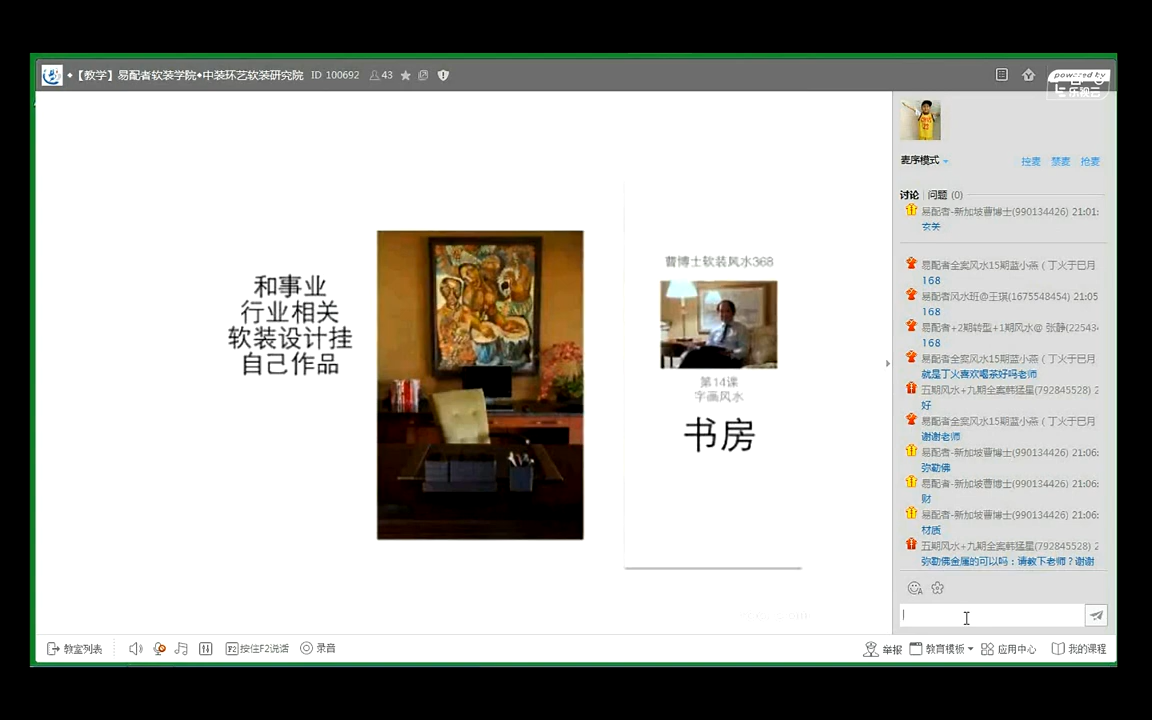 ◆【教学】易配者软装学院◆中装环艺软装研究院 ID 100692 43
powered by
乐视云
和事业
行业相关
软装设计挂
自己作品
曹博士软装风水368
第14课
字画风水
书房
麦序模式 控麦 禁麦 抢麦
讨论 问题 (0)
易配者-新加坡曹博士(990134426) 21:01:
玄关
易配者全案风水15期蓝小燕（丁火于巳月
168
易配者风水班@王琪(1675548454) 21:05
168
易配者+2期转型+1期风水@ 张静(22543
168
易配者全案风水15期蓝小燕（丁火于巳月
就是丁火喜欢喝茶好吗老师
五期风水+九期全案韩猛星(792845528) 2
好
易配者全案风水15期蓝小燕（丁火于巳月
谢谢老师
易配者-新加坡曹博士(990134426) 21:06:
弥勒佛
易配者-新加坡曹博士(990134426) 21:06:
财
易配者-新加坡曹博士(990134426) 21:06:
材质
五期风水+九期全案韩猛星(792845528) 2
弥勒佛金属的可以吗：请教下老师？谢谢
教室列表 F2 按住F2说话 录音 举报 教育模板 应用中心 我的课程